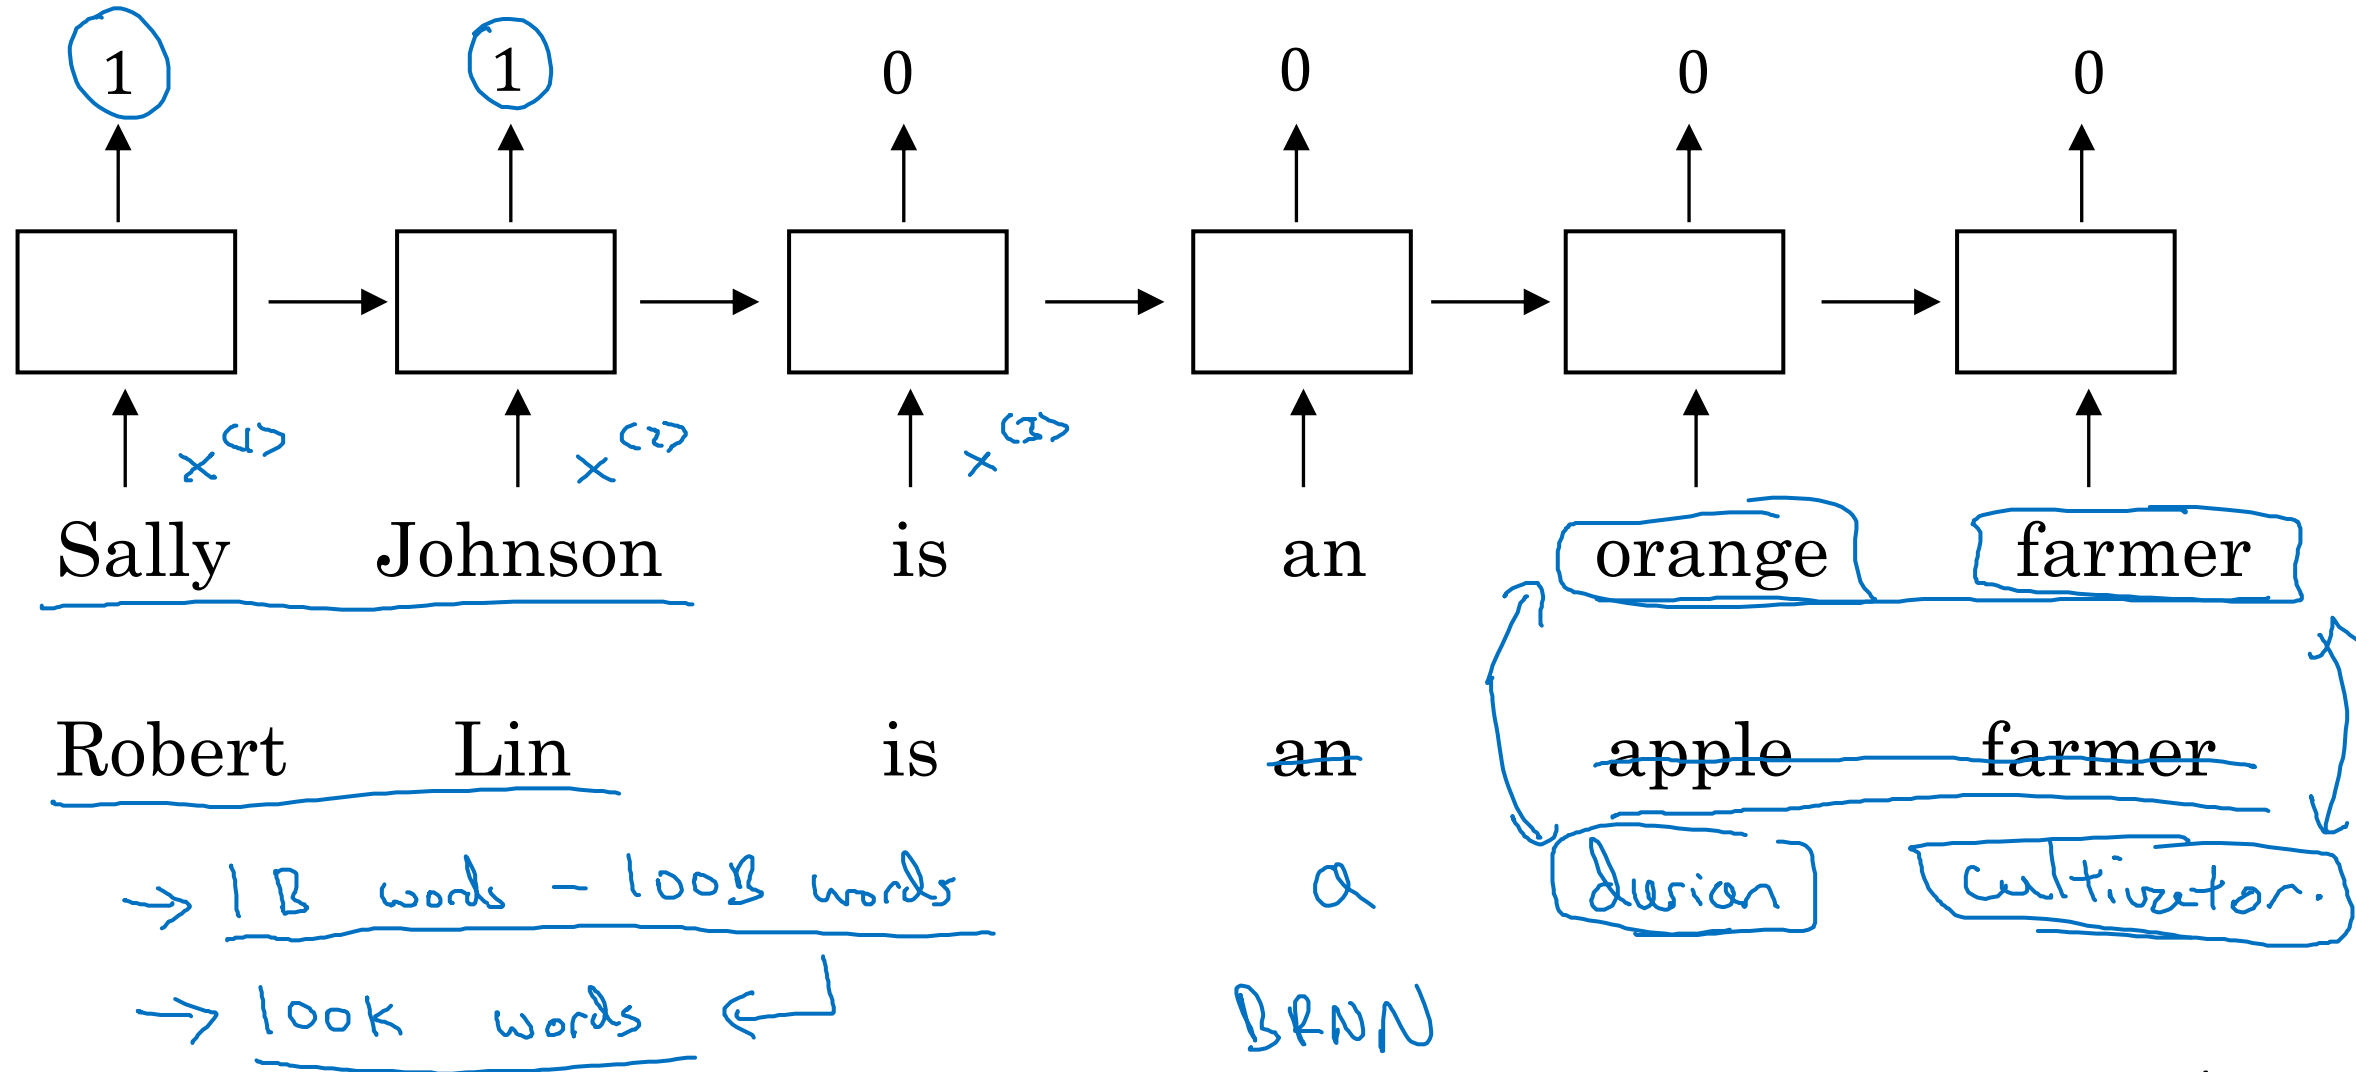 1 1 0 0 0 0
x<1> x<2> x<3>
Sally Johnson is an orange farmer
Robert Lin is an apple farmer
→ 1B words - 100B words a durian cultivator.
→ 100k words BRNN